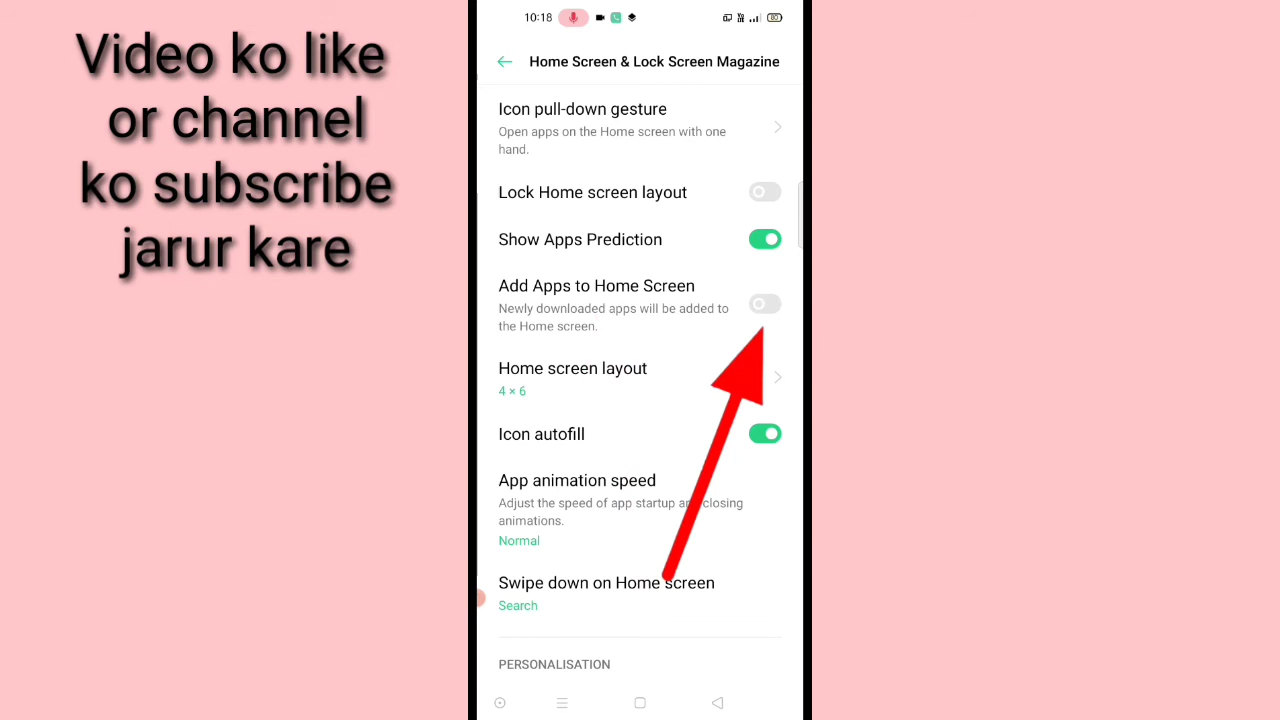 Video ko like
or channel
ko subscribe
jarur kare
10:18
80
Home Screen & Lock Screen Magazine
Icon pull-down gesture
Open apps on the Home screen with one
hand.
Lock Home screen layout
Show Apps Prediction
Add Apps to Home Screen
Newly downloaded apps will be added to
the Home screen.
Home screen layout
4 × 6
Icon autofill
App animation speed
Adjust the speed of app startup and closing
animations.
Normal
Swipe down on Home screen
Search
PERSONALISATION